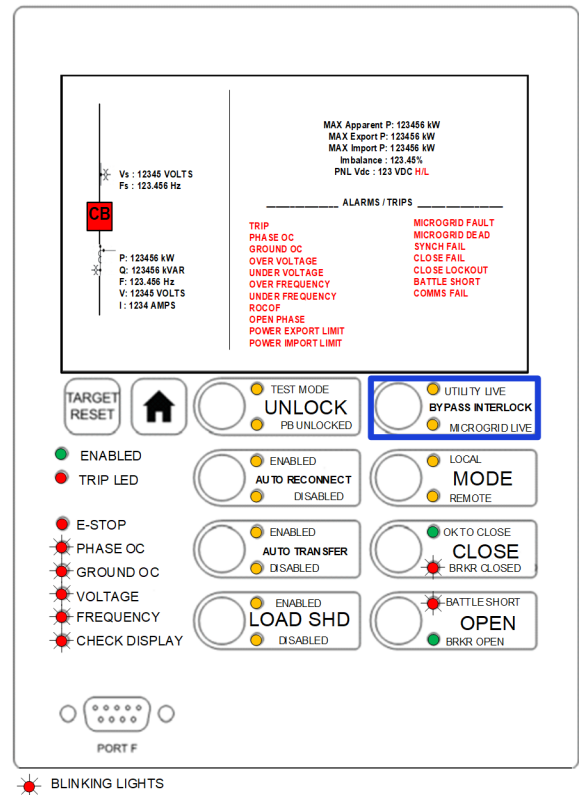 MAX Apparent P: 123456 kW
MAX Export P: 123456 kW
MAX Import P: 123456 kW
Imbalance : 123.45%
PNL Vdc : 123 VDC H/L
Vs : 12345 VOLTS
Fs : 123.456 Hz
CB
P: 123456 kW
Q: 123456 kVAR
F: 123.456 Hz
V: 12345 VOLTS
I : 1234 AMPS
ALARMS / TRIPS
TRIP
PHASE OC
GROUND OC
OVER VOLTAGE
UNDER VOLTAGE
OVER FREQUENCY
UNDER FREQUENCY
ROCOF
OPEN PHASE
POWER EXPORT LIMIT
POWER IMPORT LIMIT
MICROGRID FAULT
MICROGRID DEAD
SYNCH FAIL
CLOSE FAIL
CLOSE LOCKOUT
BATTLE SHORT
COMMS FAIL
TARGET
RESET
TEST MODE
UNLOCK
PB UNLOCKED
UTILITY LIVE
BYPASS INTERLOCK
MICROGRID LIVE
ENABLED
TRIP LED
ENABLED
AUTO RECONNECT
DISABLED
LOCAL
MODE
REMOTE
E-STOP
PHASE OC
GROUND OC
VOLTAGE
FREQUENCY
CHECK DISPLAY
ENABLED
AUTO TRANSFER
DISABLED
OK TO CLOSE
CLOSE
BRKR CLOSED
ENABLED
LOAD SHD
DISABLED
BATTLE SHORT
OPEN
BRKR OPEN
PORT F
BLINKING LIGHTS